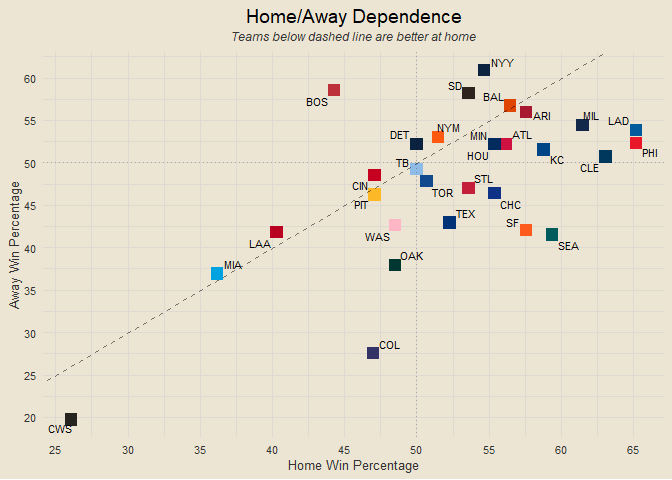 Home/Away Dependence
Teams below dashed line are better at home
Away Win Percentage
60
55
50
45
40
35
30
25
20
NYY
SD
BOS
BAL
ARI
MIL
LAD
NYM
DET
MIN
ATL
HOU
PHI
KC
CLE
TB
CIN
TOR
STL
PIT
CHC
TEX
WAS
SF
LAA
SEA
OAK
MIA
COL
CWS
25
30
35
40
45
50
55
60
65
Home Win Percentage